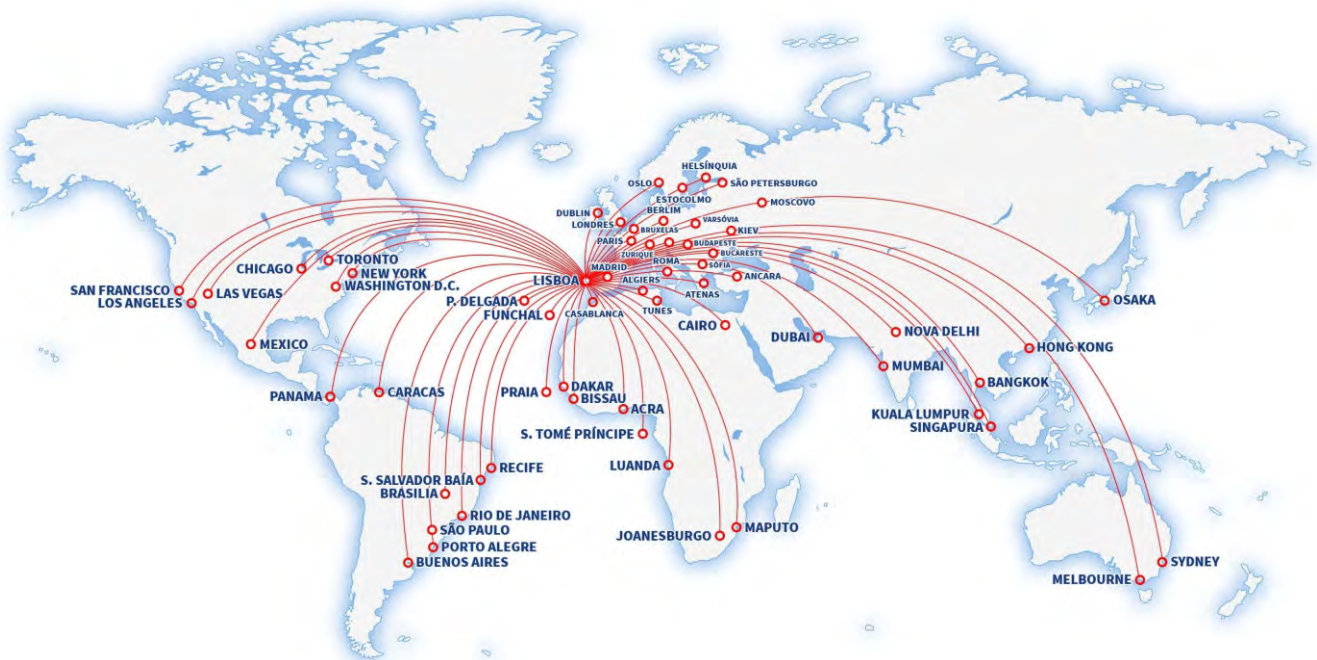 HELSÍNQUIA
OSLO
SÃO PETERSBURGO
ESTOCOLMO
MOSCOVO
BERLIM
DUBLIN
LONDRES
VARSÓVIA
BRUXELAS
KIEV
PARIS
BUDAPESTE
ZURIQUE
BUCARESTE
TORONTO
ROMA
SÓFIA
CHICAGO
MADRID
NEW YORK
LISBOA
ALGIERS
ANCARA
WASHINGTON D.C.
SAN FRANCISCO
LAS VEGAS
ATENAS
LOS ANGELES
P. DELGADA
OSAKA
TUNES
FUNCHAL
CASABLANCA
CAIRO
NOVA DELHI
DUBAI
MEXICO
HONG KONG
MUMBAI
BANGKOK
DAKAR
CARACAS
PRAIA
PANAMA
BISSAU
ACRA
KUALA LUMPUR
SINGAPURA
S. TOMÉ PRÍNCIPE
LUANDA
RECIFE
S. SALVADOR BAÍA
BRASILIA
RIO DE JANEIRO
SÃO PAULO
MAPUTO
JOANESBURGO
PORTO ALEGRE
BUENOS AIRES
SYDNEY
MELBOURNE